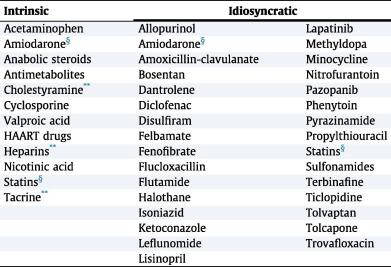 Intrinsic Idiosyncratic
Acetaminophen Allopurinol Lapatinib
Amiodarone§ Amiodarone§ Methyldopa
Anabolic steroids Amoxicillin-clavulanate Minocycline
Antimetabolites Bosentan Nitrofurantoin
Cholestyramine** Dantrolene Pazopanib
Cyclosporine Diclofenac Phenytoin
Valproic acid Disulfiram Pyrazinamide
HAART drugs Felbamate Propylthiouracil
Heparins** Fenofibrate Statins§
Nicotinic acid Flucloxacillin Sulfonamides
Statins§ Flutamide Terbinafine
Tacrine** Halothane Ticlopidine
Isoniazid Tolvaptan
Ketoconazole Tolcapone
Leflunomide Trovafloxacin
Lisinopril